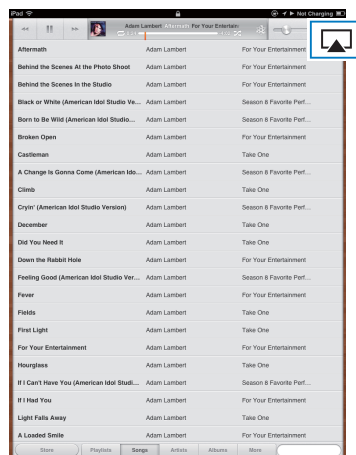 iPad Not Charging
Adam Lambert Aftermath For Your Entertain:
Aftermath Adam Lambert For Your Entertainment
Behind the Scenes At the Photo Shoot Adam Lambert For Your Entertainment
Behind the Scenes In the Studio Adam Lambert For Your Entertainment
Black or White (American Idol Studio Ve... Adam Lambert Season 8 Favorite Perf...
Born to Be Wild (American Idol Studio... Adam Lambert Season 8 Favorite Perf...
Broken Open Adam Lambert For Your Entertainment
Castleman Adam Lambert Take One
A Change Is Gonna Come (American Ido... Adam Lambert Season 8 Favorite Perf...
Climb Adam Lambert Take One
Cryin' (American Idol Studio Version) Adam Lambert Season 8 Favorite Perf...
December Adam Lambert Take One
Did You Need It Adam Lambert Take One
Down the Rabbit Hole Adam Lambert For Your Entertainment
Feeling Good (American Idol Studio Ver... Adam Lambert Season 8 Favorite Perf...
Fever Adam Lambert For Your Entertainment
Fields Adam Lambert Take One
First Light Adam Lambert Take One
For Your Entertainment Adam Lambert For Your Entertainment
Hourglass Adam Lambert Take One
If I Can't Have You (American Idol Studi... Adam Lambert Season 8 Favorite Perf...
If I Had You Adam Lambert For Your Entertainment
Light Falls Away Adam Lambert Take One
A Loaded Smile Adam Lambert For Your Entertainment
Store Playlists Songs Artists Albums More